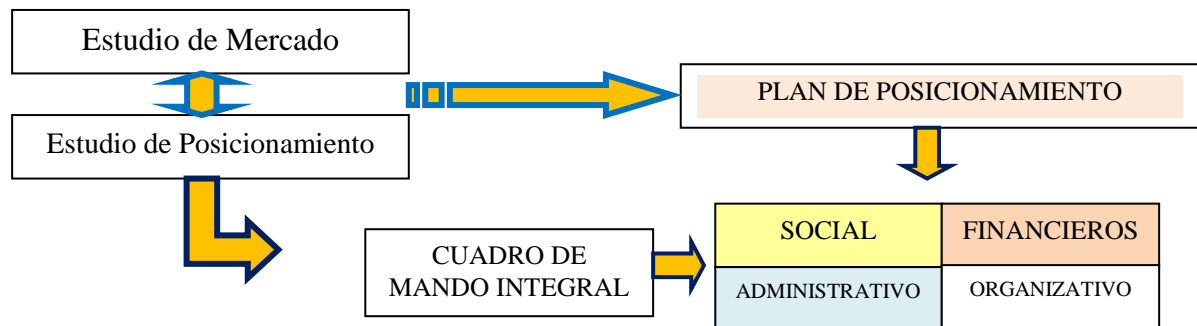 Estudio de Mercado
Estudio de Posicionamiento
PLAN DE POSICIONAMIENTO
CUADRO DE
MANDO INTEGRAL
SOCIAL
FINANCIEROS
ADMINISTRATIVO
ORGANIZATIVO